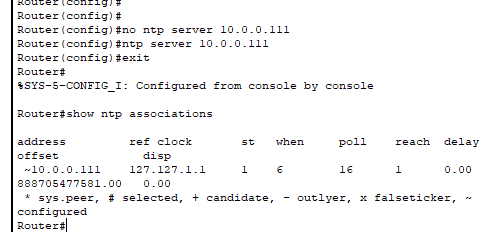 Router(config)#
Router(config)#
Router(config)#no ntp server 10.0.0.111
Router(config)#ntp server 10.0.0.111
Router(config)#exit
Router#
%SYS-5-CONFIG_I: Configured from console by console

Router#show ntp associations

address         ref clock       st   when     poll    reach  delay
offset            disp
 ~10.0.0.111    127.127.1.1     1    6        16      1      0.00
888705477581.00   0.00
 * sys.peer, # selected, + candidate, - outlyer, x falseticker, ~
configured
Router#